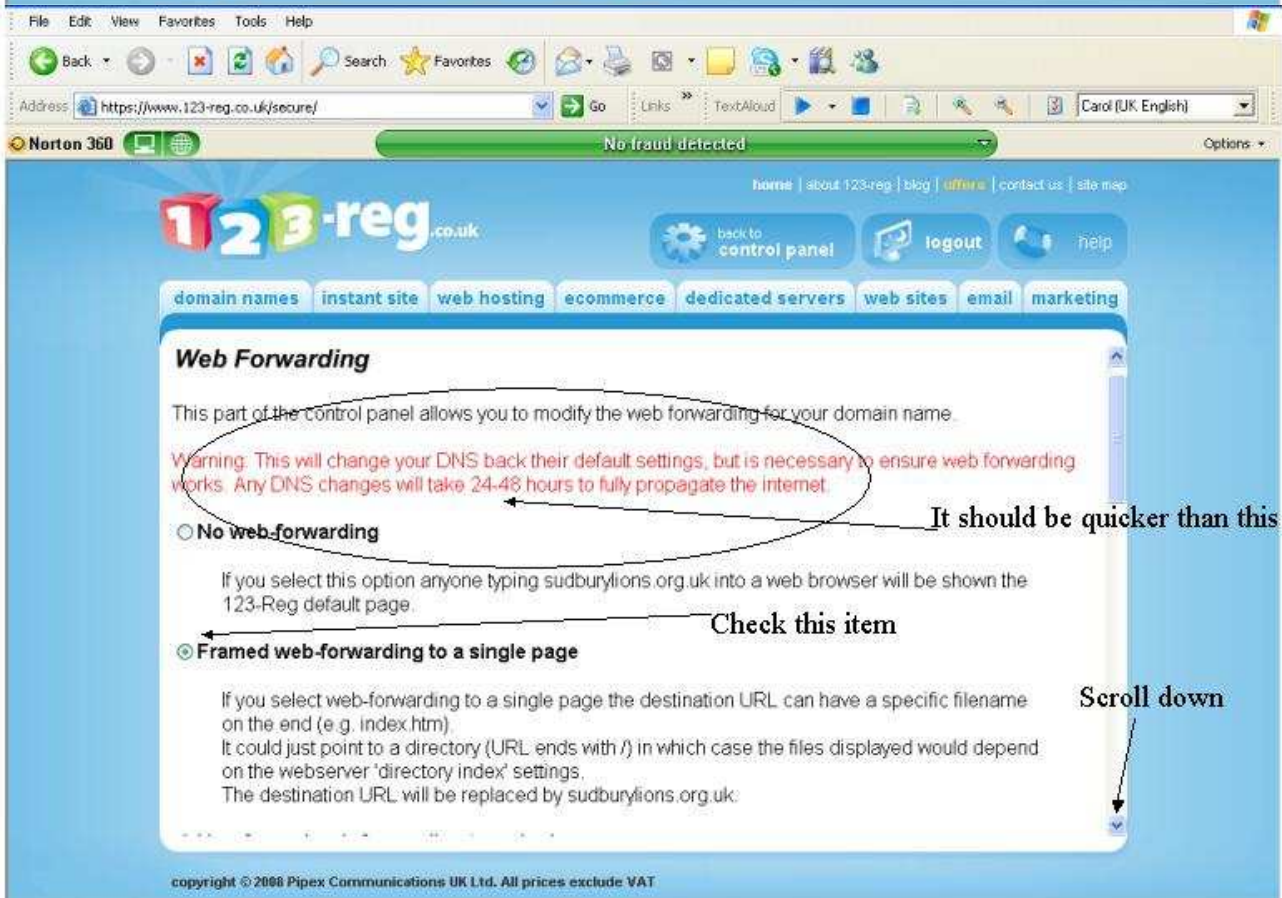 File Edit View Favorites Tools Help
Back Search Favorites
Address https://www.123-reg.co.uk/secure/ Go Links » TextAloud Carol (UK English)
Norton 360 No fraud detected Options
home | about 123-reg | blog | offers | contact us | site map
123-reg.co.uk
back to
control panel
logout
help
domain names instant site web hosting ecommerce dedicated servers web sites email marketing
Web Forwarding
This part of the control panel allows you to modify the web forwarding for your domain name.
Warning: This will change your DNS back their default settings, but is necessary to ensure web forwarding
works. Any DNS changes will take 24-48 hours to fully propagate the internet.
It should be quicker than this
No web-forwarding
If you select this option anyone typing sudburylions.org.uk into a web browser will be shown the
123-Reg default page.
Check this item
Framed web-forwarding to a single page
If you select web-forwarding to a single page the destination URL can have a specific filename
on the end (e.g. index.htm).
Scroll down
It could just point to a directory (URL ends with /) in which case the files displayed would depend
on the webserver 'directory index' settings.
The destination URL will be replaced by sudburylions.org.uk.
copyright © 2008 Pipex Communications UK Ltd. All prices exclude VAT